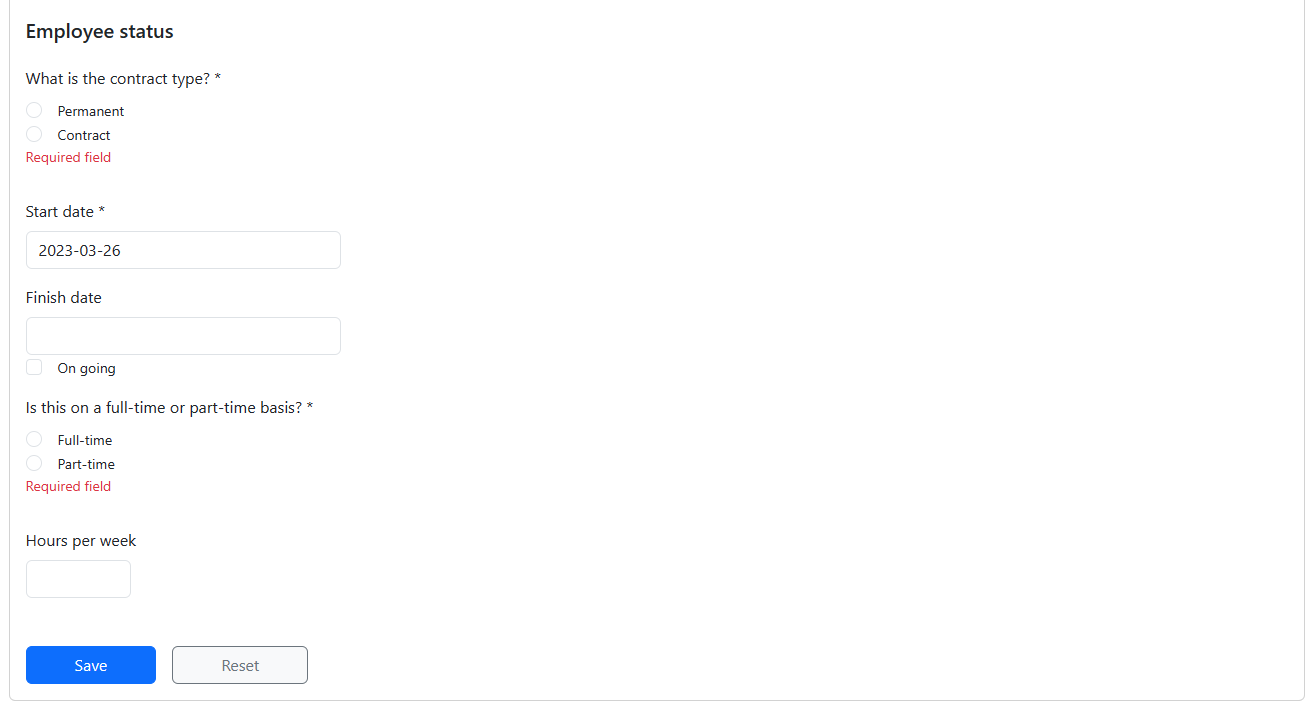 Employee status
What is the contract type? *
Permanent
Contract
Required field
Start date *
2023-03-26
Finish date
On going
Is this on a full-time or part-time basis? *
Full-time
Part-time
Required field
Hours per week
Save Reset